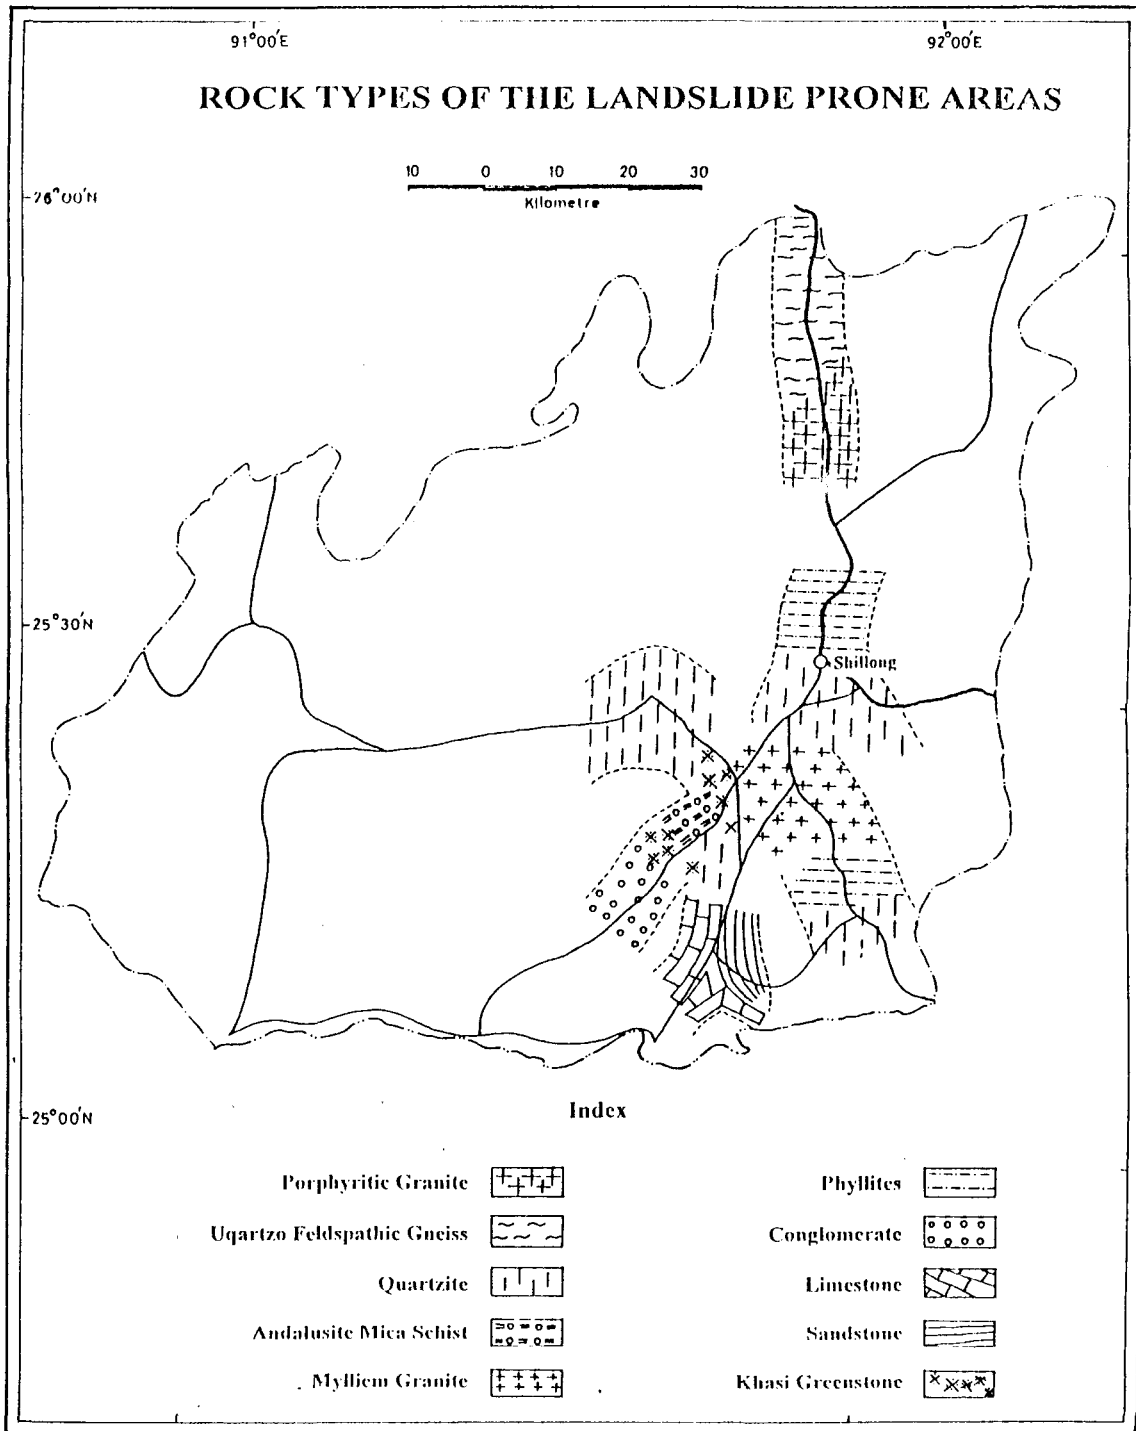 91°00'E 92°00'E
ROCK TYPES OF THE LANDSLIDE PRONE AREAS
10 0 10 20 30
Kilometre
26°00'N
25°30'N
Shillong
25°00'N
Index
Porphyritic Granite
Phyllites
Uqartzo Feldspathic Gneiss
Conglomerate
Quartzite
Limestone
Andalusite Mica Schist
Sandstone
Mylliem Granite
Khasi Greenstone